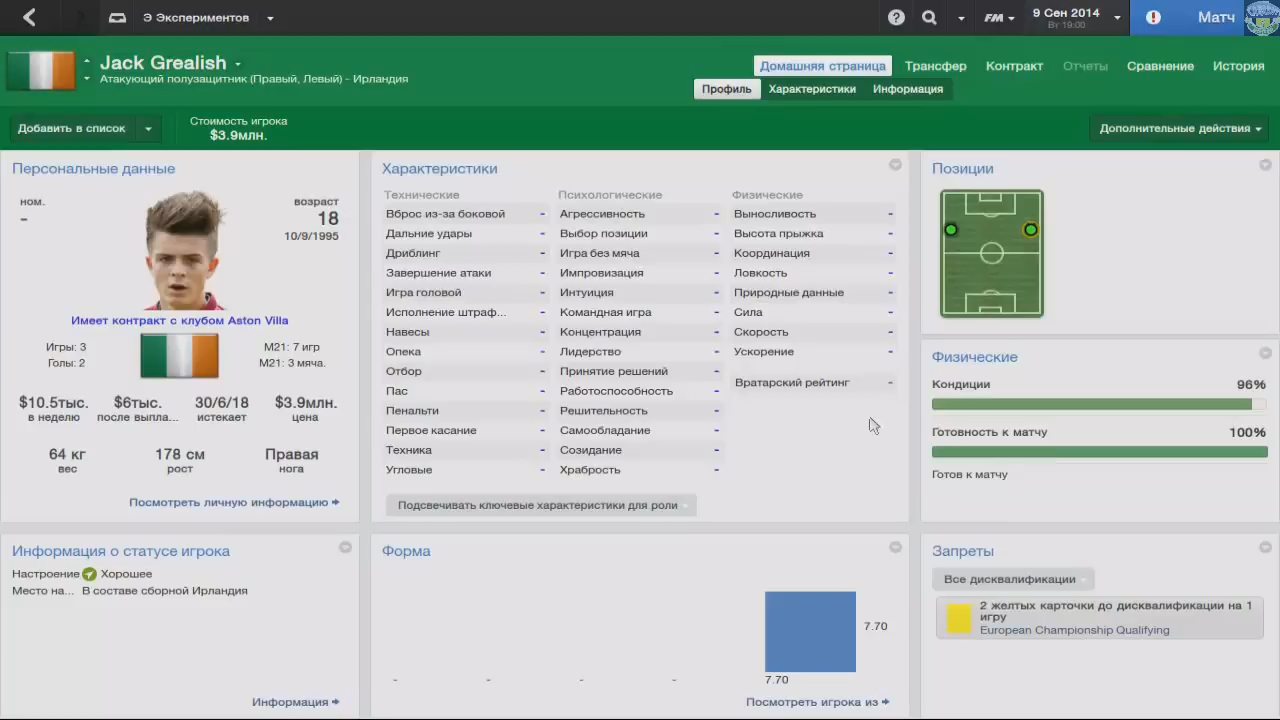 Э Экспериментов
FM
9 Сен 2014
Вт 19:00
Матч
Jack Grealish
Атакующий полузащитник (Правый, Левый) - Ирландия
Домашняя страница
Трансфер
Контракт
Отчеты
Сравнение
История
Профиль
Характеристики
Информация
Добавить в список
Стоимость игрока
$3.9млн.
Дополнительные действия
Персональные данные
ном.
-
возраст
18
10/9/1995
Имеет контракт с клубом Aston Villa
Игры: 3
Голы: 2
М21: 7 игр
М21: 3 мяча.
$10.5тыс.
в неделю
$6тыс.
после выпла...
30/6/18
истекает
$3.9млн.
цена
64 кг
вес
178 см
рост
Правая
нога
Посмотреть личную информацию
Характеристики
Технические
Вброс из-за боковой -
Дальние удары -
Дриблинг -
Завершение атаки -
Игра головой -
Исполнение штраф... -
Навесы -
Опека -
Отбор -
Пас -
Пенальти -
Первое касание -
Техника -
Угловые -
Психологические
Агрессивность -
Выбор позиции -
Игра без мяча -
Импровизация -
Интуиция -
Командная игра -
Концентрация -
Лидерство -
Принятие решений -
Работоспособность -
Решительность -
Самообладание -
Созидание -
Храбрость -
Физические
Выносливость -
Высота прыжка -
Координация -
Ловкость -
Природные данные -
Сила -
Скорость -
Ускорение -
Вратарский рейтинг -
Подсвечивать ключевые характеристики для роли
Позиции
Физические
Кондиции 96%
Готовность к матчу 100%
Готов к матчу
Информация о статусе игрока
Настроение Хорошее
Место на... В составе сборной Ирландия
Информация
Форма
7.70
- - - - 7.70
Посмотреть игрока из
Запреты
Все дисквалификации
2 желтых карточки до дисквалификации на 1
игру
European Championship Qualifying